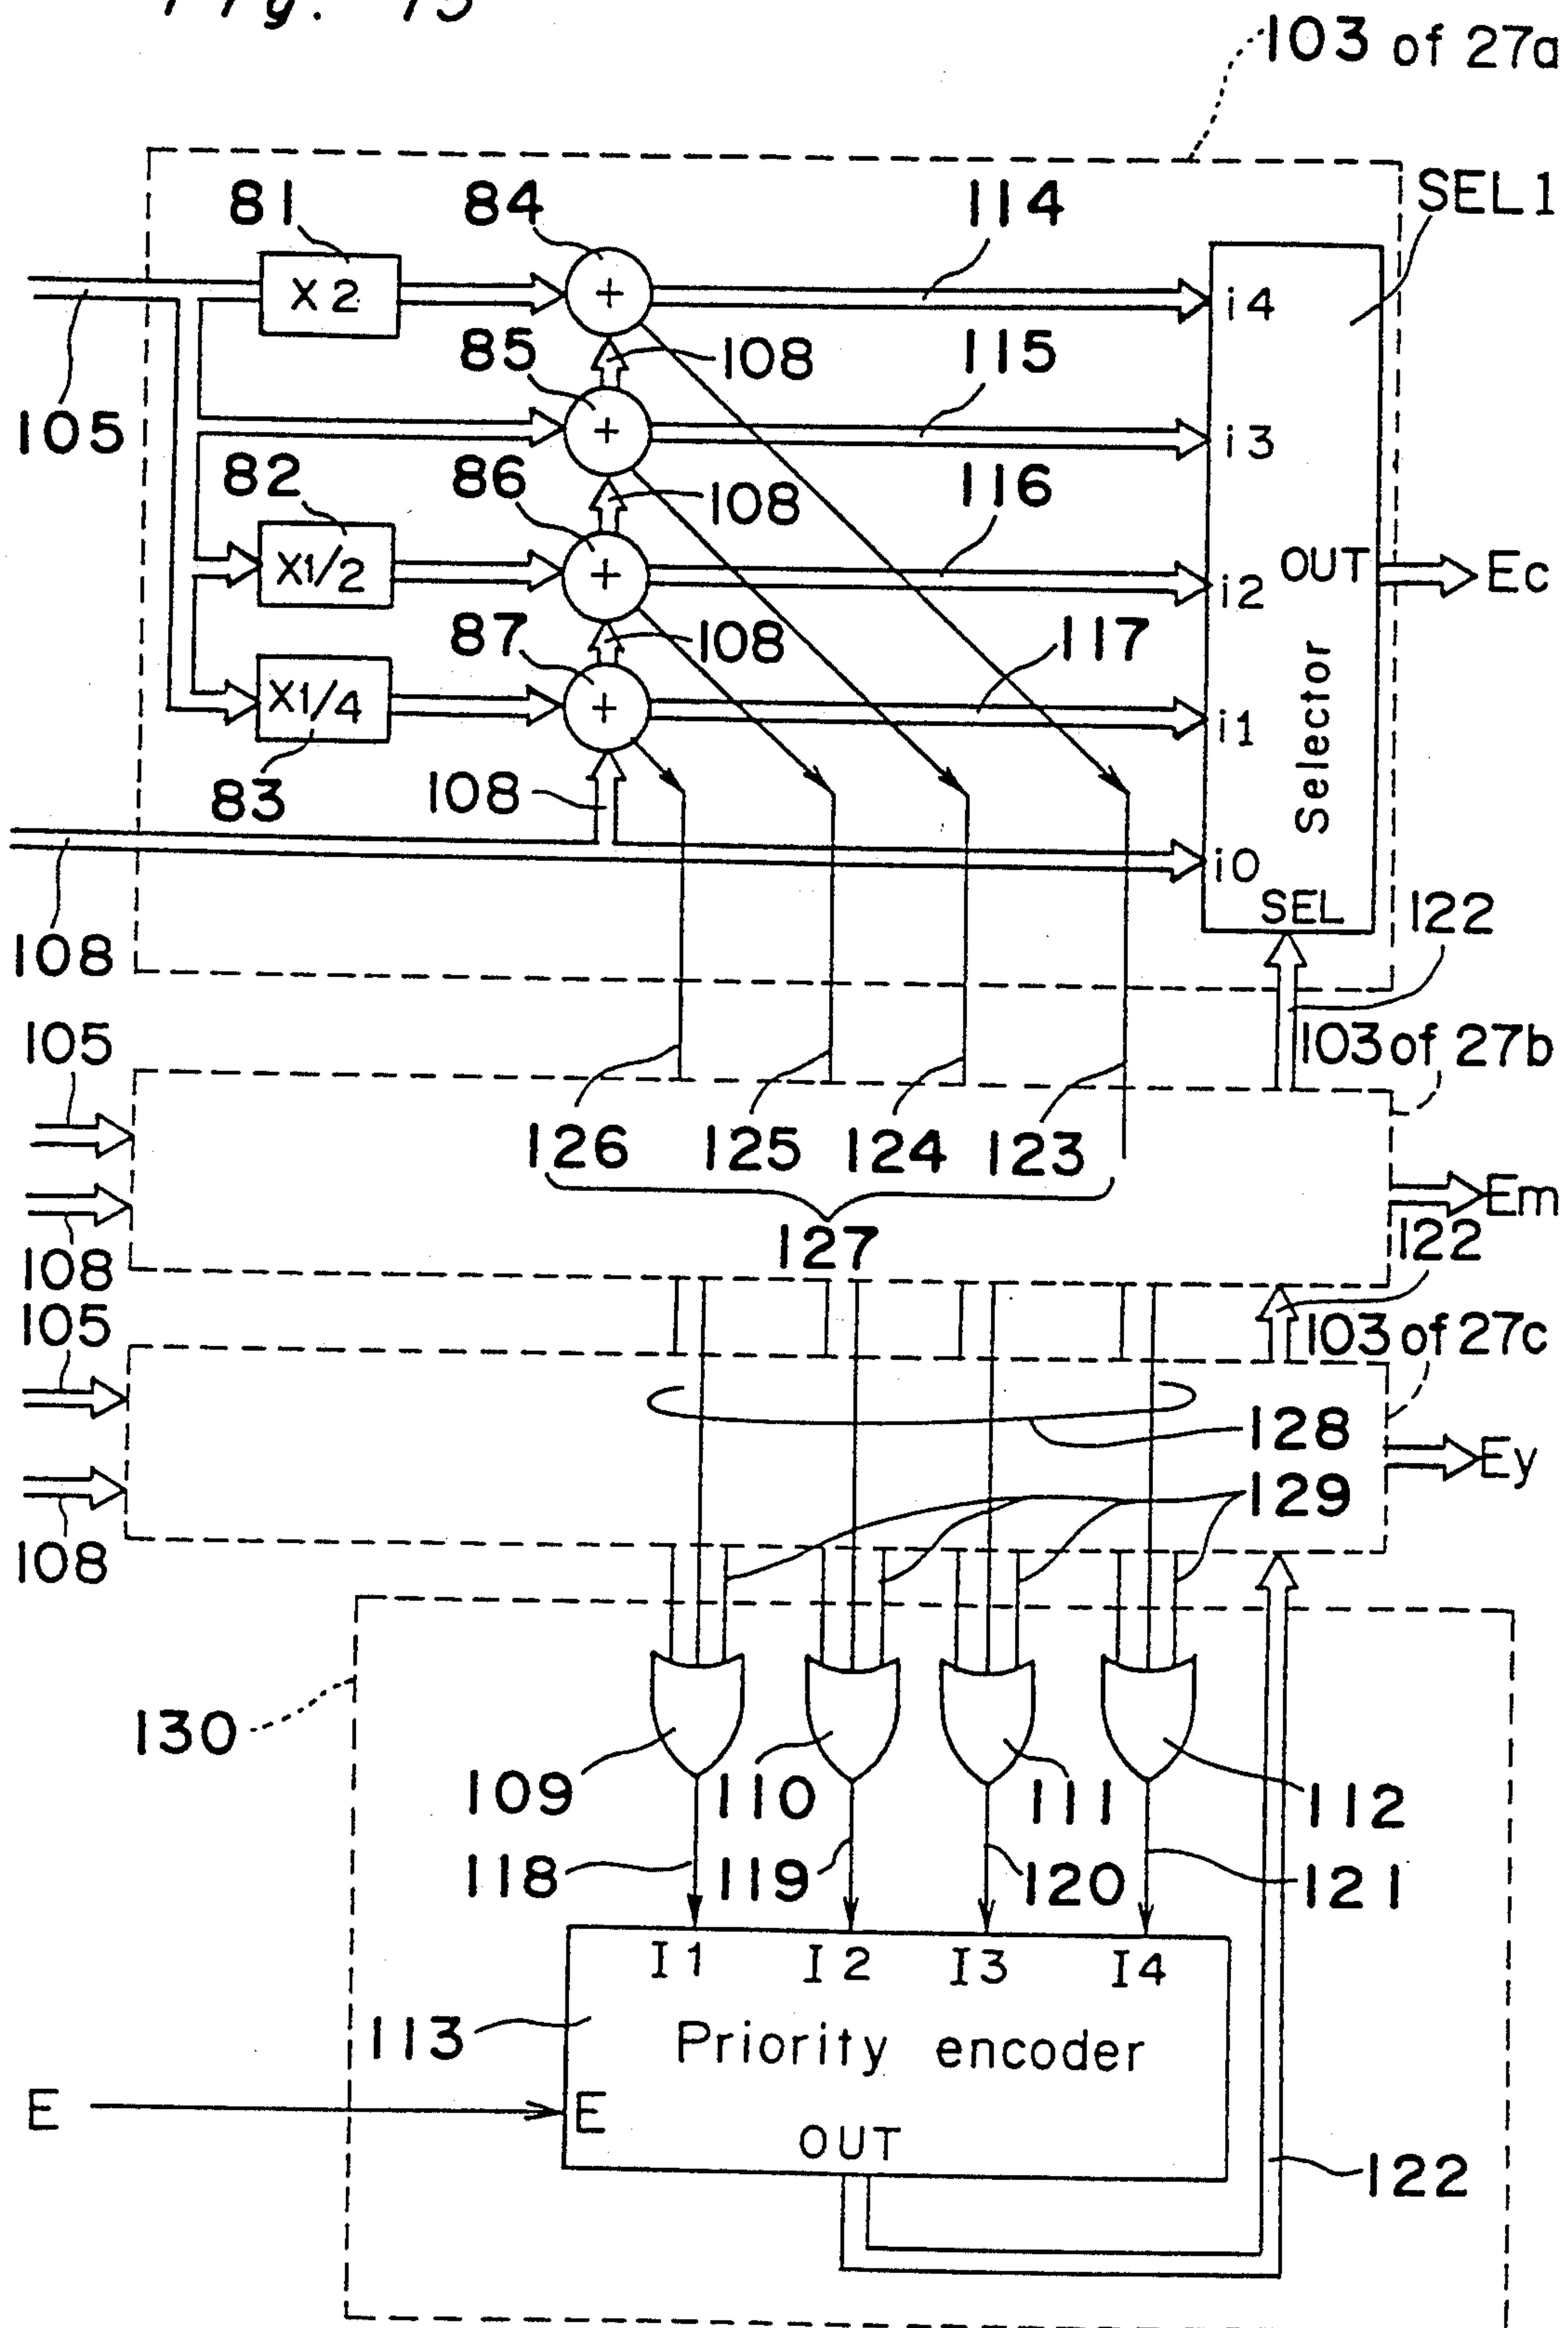 Fig. 15
103 of 27a
SEL1
81
84
114
X2
+
i4
85
108
115
105
+
i3
82
86
108
116
X1/2
+
i2
OUT
Ec
87
108
117
X1/4
+
i1
Selector
83
108
i0
108
SEL
122
105
103 of 27b
126
125
124
123
Em
108
127
122
105
103 of 27c
128
Ey
129
108
130
109
110
111
112
118
119
120
121
I1
I2
I3
I4
113
Priority encoder
E
E
OUT
122